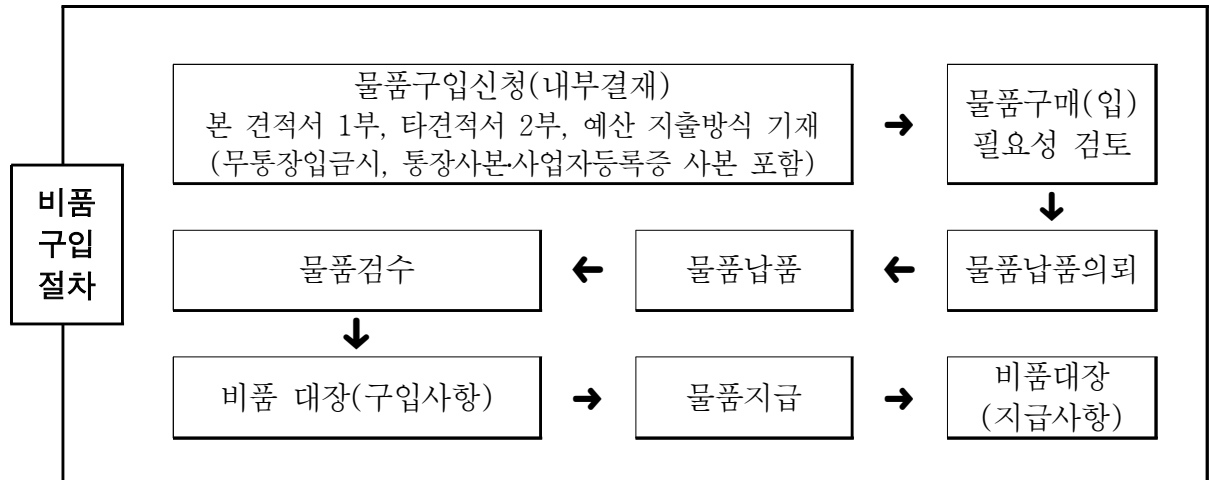 비품
구입
절차
물품구입신청(내부결재)
본 견적서 1부, 타견적서 2부, 예산 지출방식 기재
(무통장입금시, 통장사본·사업자등록증 사본 포함)
➜
물품구매(입)
필요성 검토
↓
물품납품의뢰
←
물품납품
←
물품검수
↓
비품 대장(구입사항)
➜
물품지급
➜
비품대장
(지급사항)